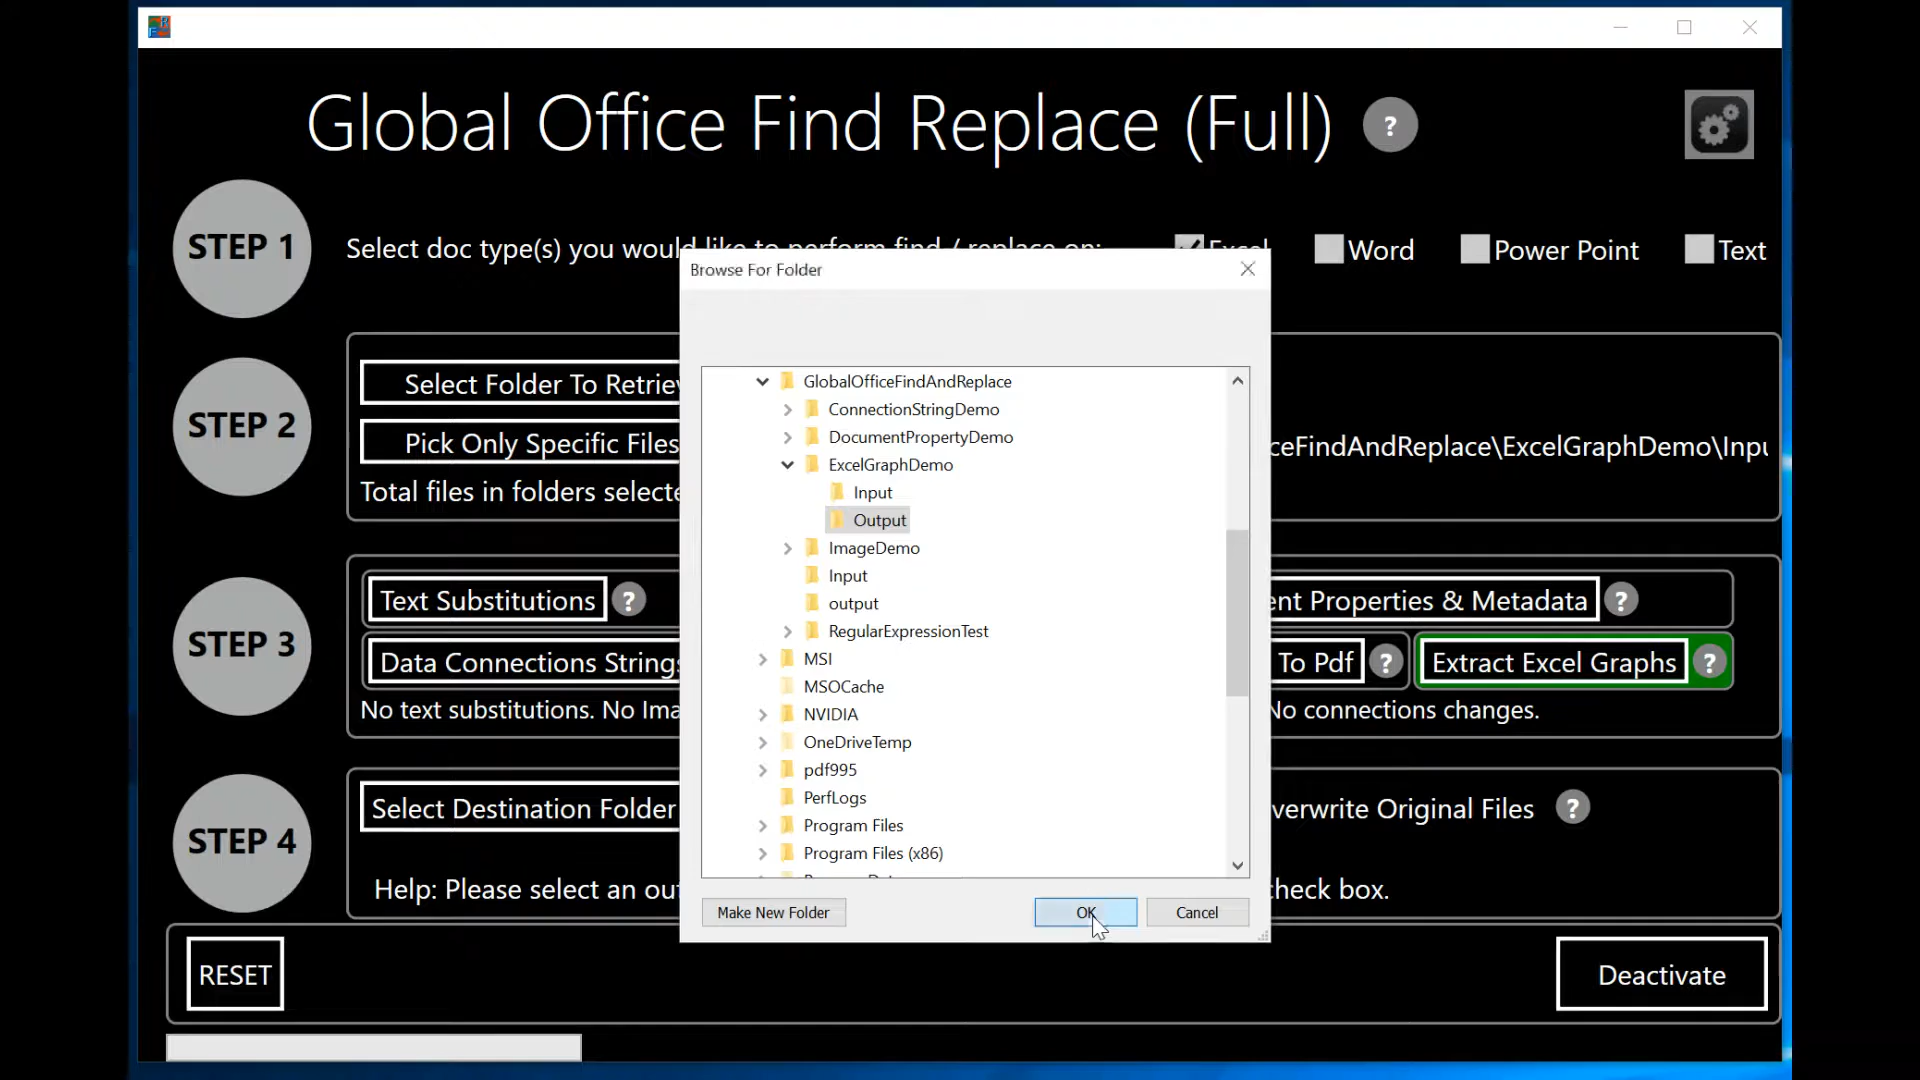 Global Office Find Replace (Full) ?
STEP 1
Select doc type(s) you would like to perform find / replace on:
Excel
Word
Power Point
Text
Browse For Folder
GlobalOfficeFindAndReplace
ConnectionStringDemo
DocumentPropertyDemo
ExcelGraphDemo
Input
Output
ImageDemo
Input
output
RegularExpressionTest
MSI
MSOCache
NVIDIA
OneDriveTemp
pdf995
PerfLogs
Program Files
Program Files (x86)
Make New Folder
OK
Cancel
STEP 2
Select Folder To Retriev
Pick Only Specific Files
ceFindAndReplace\ExcelGraphDemo\Inpu
Total files in folders selecte
STEP 3
Text Substitutions ?
ent Properties & Metadata ?
Data Connections Strings
To Pdf ?
Extract Excel Graphs ?
No text substitutions. No Ima
No connections changes.
STEP 4
Select Destination Folder
verwrite Original Files ?
Help: Please select an ou
check box.
RESET
Deactivate